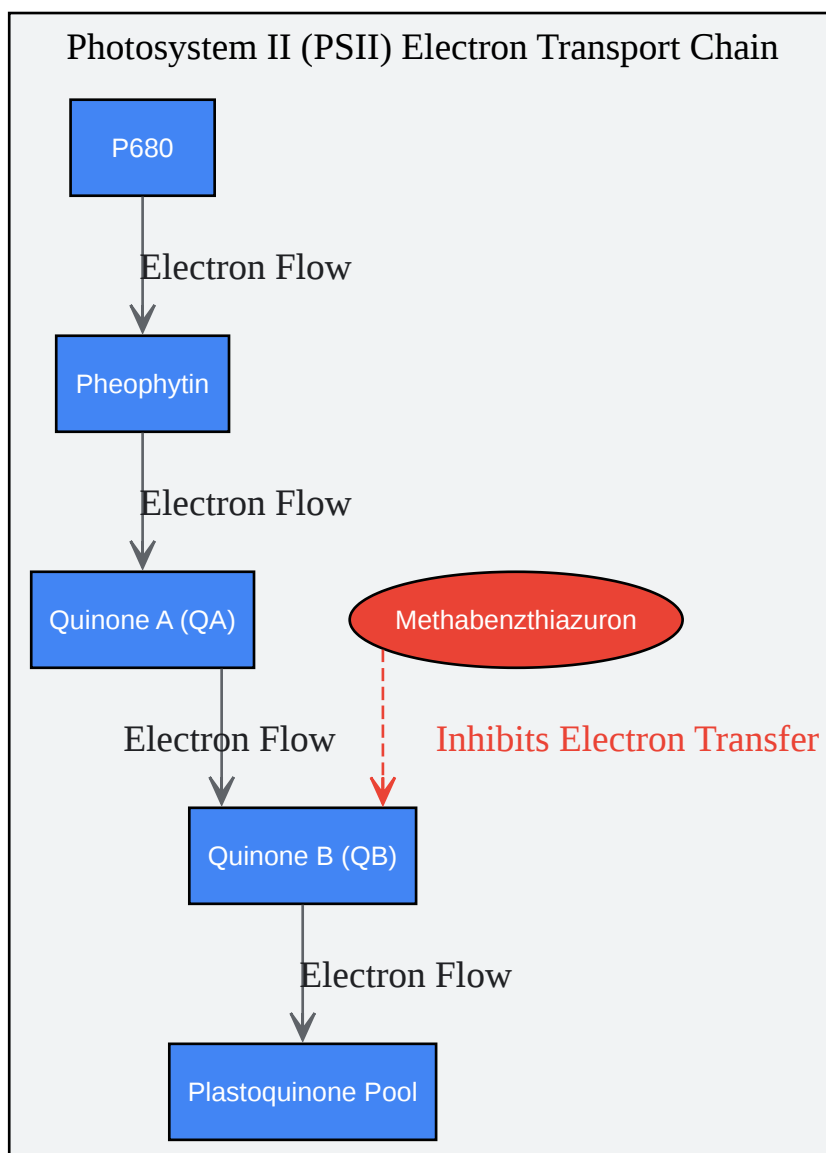 Photosystem II (PSII) Electron Transport Chain
P680
Electron Flow
Pheophytin
Electron Flow
Quinone A (QA)
Methabenzthiazuron
Electron Flow
Inhibits Electron Transfer
Quinone B (QB)
Electron Flow
Plastoquinone Pool